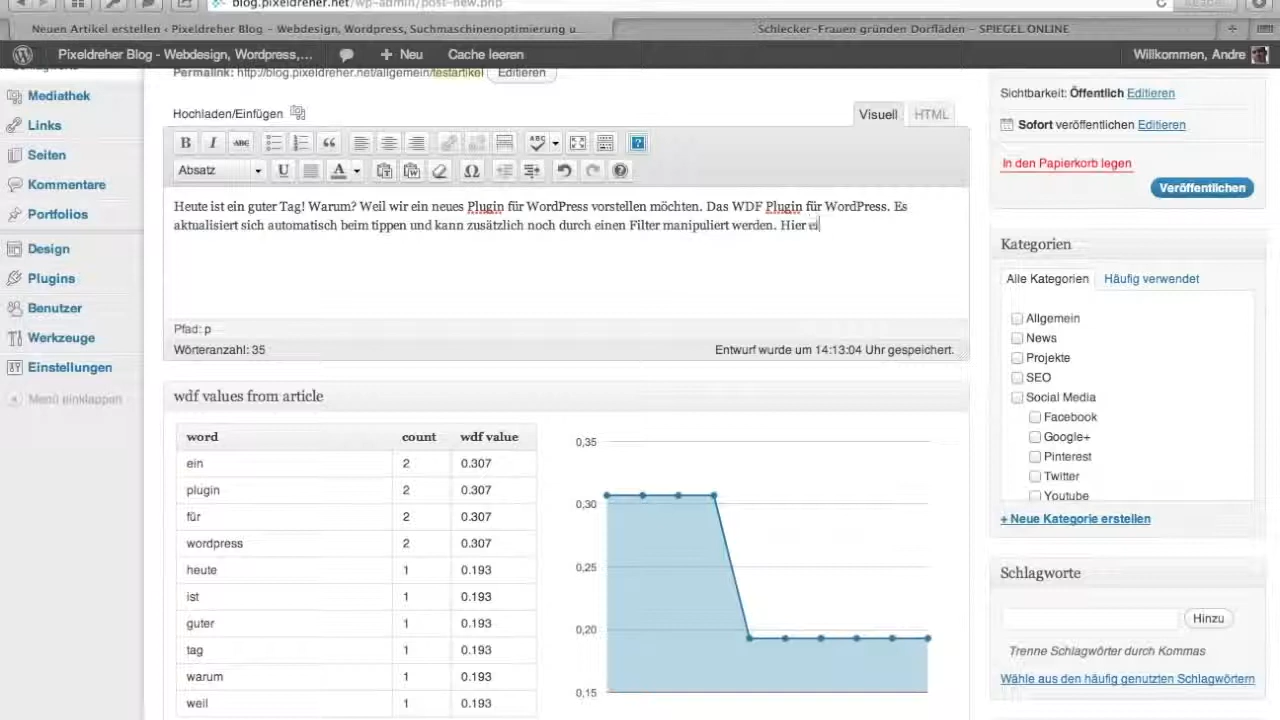 blog.pixeldreher.net/wp-admin/post-new.php
Neuen Artikel erstellen ‹ Pixeldreher Blog - Webdesign, Wordpress, Suchmaschinenoptimierung u
Schlecker-Frauen gründen Dorfläden – SPIEGEL ONLINE
Pixeldreher Blog - Webdesign, Wordpress,...
+ Neu
Cache leeren
Willkommen, Andre
Mediathek
Links
Seiten
Kommentare
Portfolios
Design
Plugins
Benutzer
Werkzeuge
Einstellungen
Menü einklappen
Permalink: http://blog.pixeldreher.net/allgemein/testartikel Editieren
Hochladen/Einfügen
Visuell HTML
B I ABC ABC
Absatz U A Ω
Heute ist ein guter Tag! Warum? Weil wir ein neues Plugin für WordPress vorstellen möchten. Das WDF Plugin für WordPress. Es
aktualisiert sich automatisch beim tippen und kann zusätzlich noch durch einen Filter manipuliert werden. Hier ei
Pfad: p
Wörteranzahl: 35
Entwurf wurde um 14:13:04 Uhr gespeichert.
wdf values from article
word count wdf value
ein 2 0.307
plugin 2 0.307
für 2 0.307
wordpress 2 0.307
heute 1 0.193
ist 1 0.193
guter 1 0.193
tag 1 0.193
warum 1 0.193
weil 1 0.193
0,35
0,30
0,25
0,20
0,15
Sichtbarkeit: Öffentlich Editieren
Sofort veröffentlichen Editieren
In den Papierkorb legen
Veröffentlichen
Kategorien
Alle Kategorien Häufig verwendet
Allgemein
News
Projekte
SEO
Social Media
Facebook
Google+
Pinterest
Twitter
Youtube
+ Neue Kategorie erstellen
Schlagworte
Hinzu
Trenne Schlagwörter durch Kommas
Wähle aus den häufig genutzten Schlagwörtern